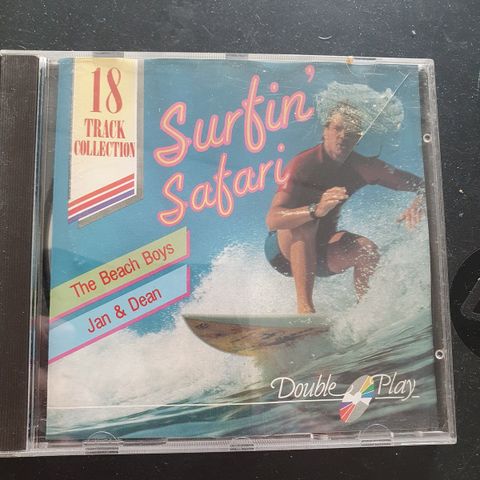 18
TRACK
COLLECTION
Surfin'
Safari
The Beach Boys
Jan & Dean
Double Play